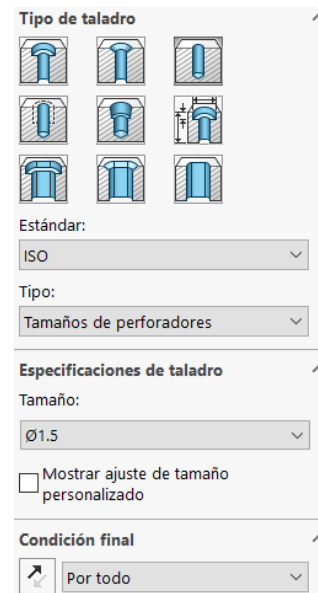 Tipo de taladro
Estándar:
ISO
Tipo:
Tamaños de perforadores
Especificaciones de taladro
Tamaño:
Ø1.5
Mostrar ajuste de tamaño
personalizado
Condición final
Por todo